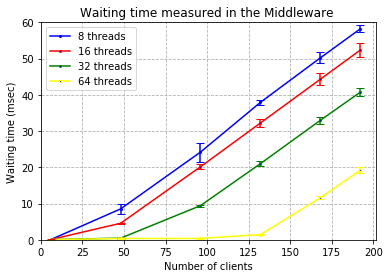 Waiting time measured in the Middleware
8 threads
16 threads
32 threads
64 threads
Waiting time (msec)
60
50
40
30
20
10
0
0 25 50 75 100 125 150 175 200
Number of clients